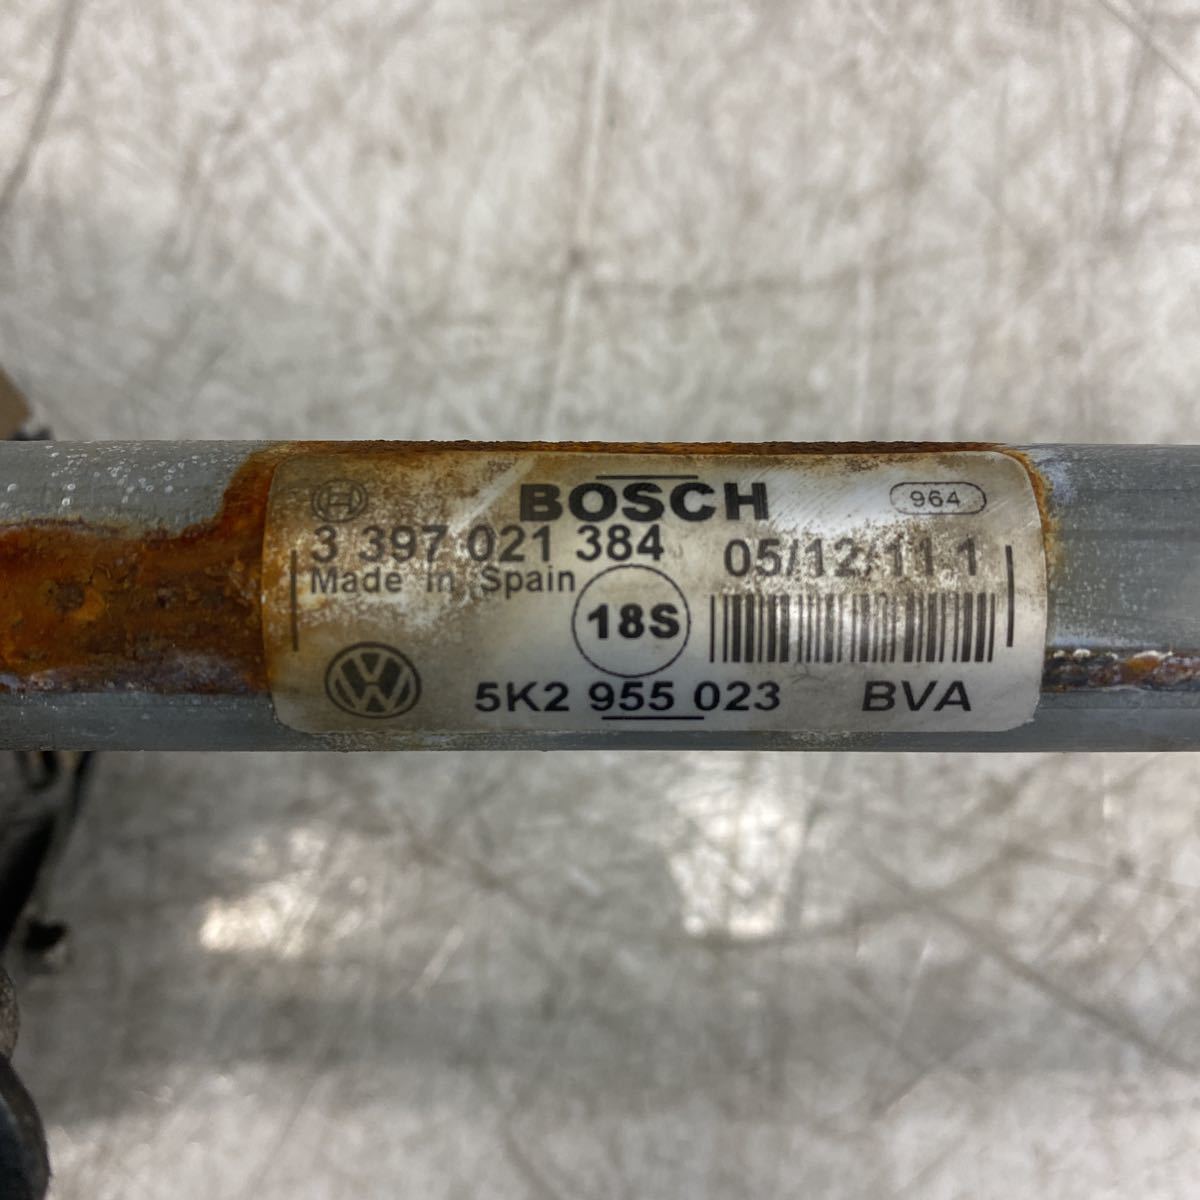 BOSCH
964
3 397 021 384
05/12/11 1
Made in Spain
18S
5K2 955 023 BVA